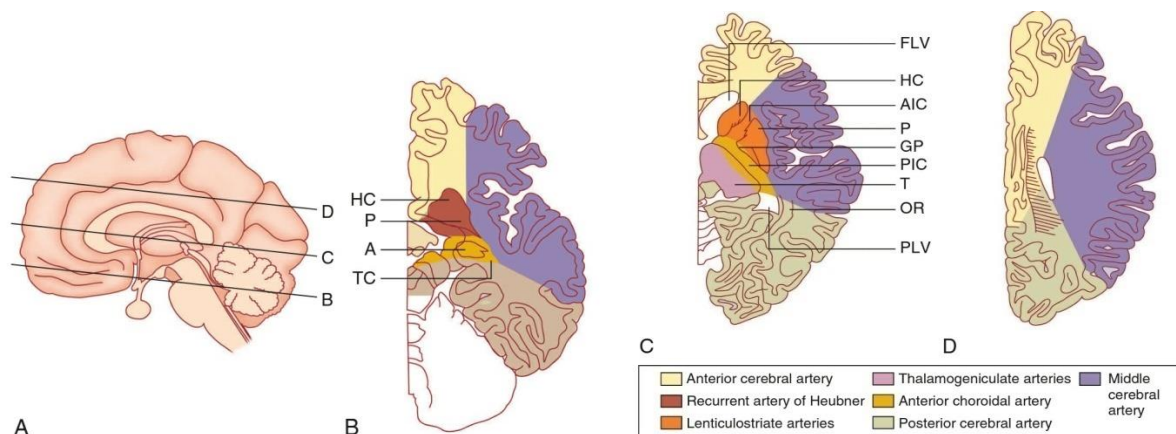 D
C
B
A
HC
P
A
TC
B
FLV
HC
AIC
P
GP
PIC
T
OR
PLV
C
D
Anterior cerebral artery
Recurrent artery of Heubner
Lenticulostriate arteries
Thalamogeniculate arteries
Anterior choroidal artery
Posterior cerebral artery
Middle
cerebral
artery